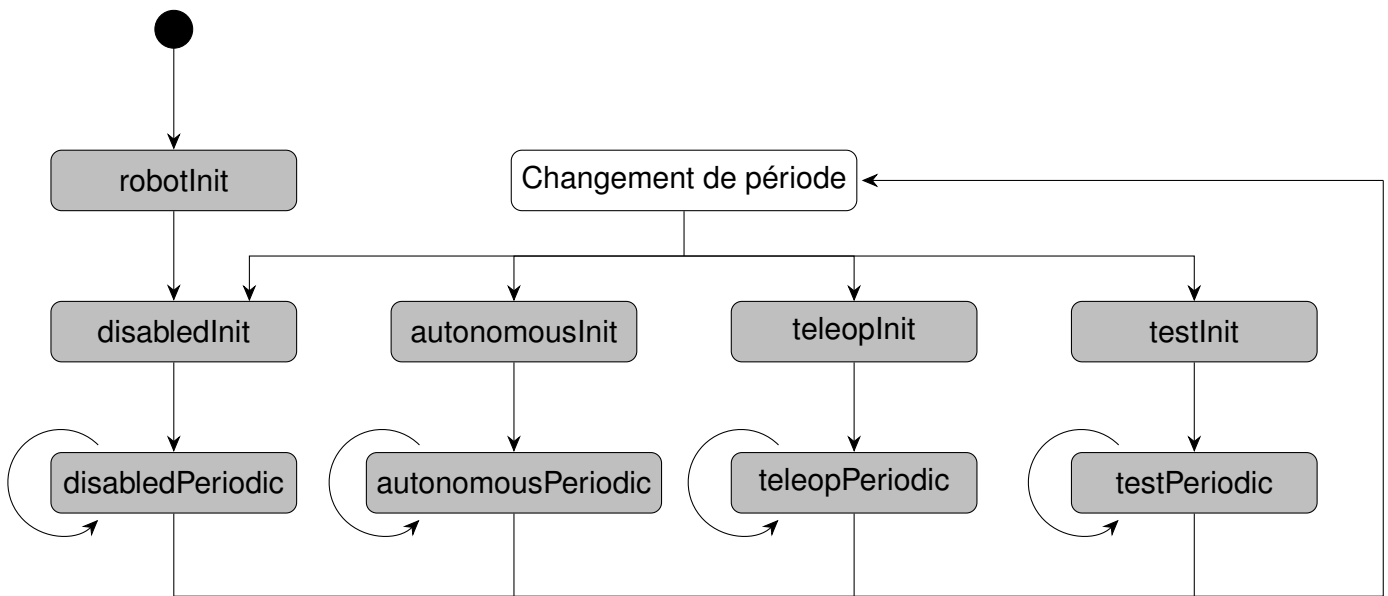 robotInit
Changement de période
disabledInit
autonomousInit
teleopInit
testInit
disabledPeriodic
autonomousPeriodic
teleopPeriodic
testPeriodic